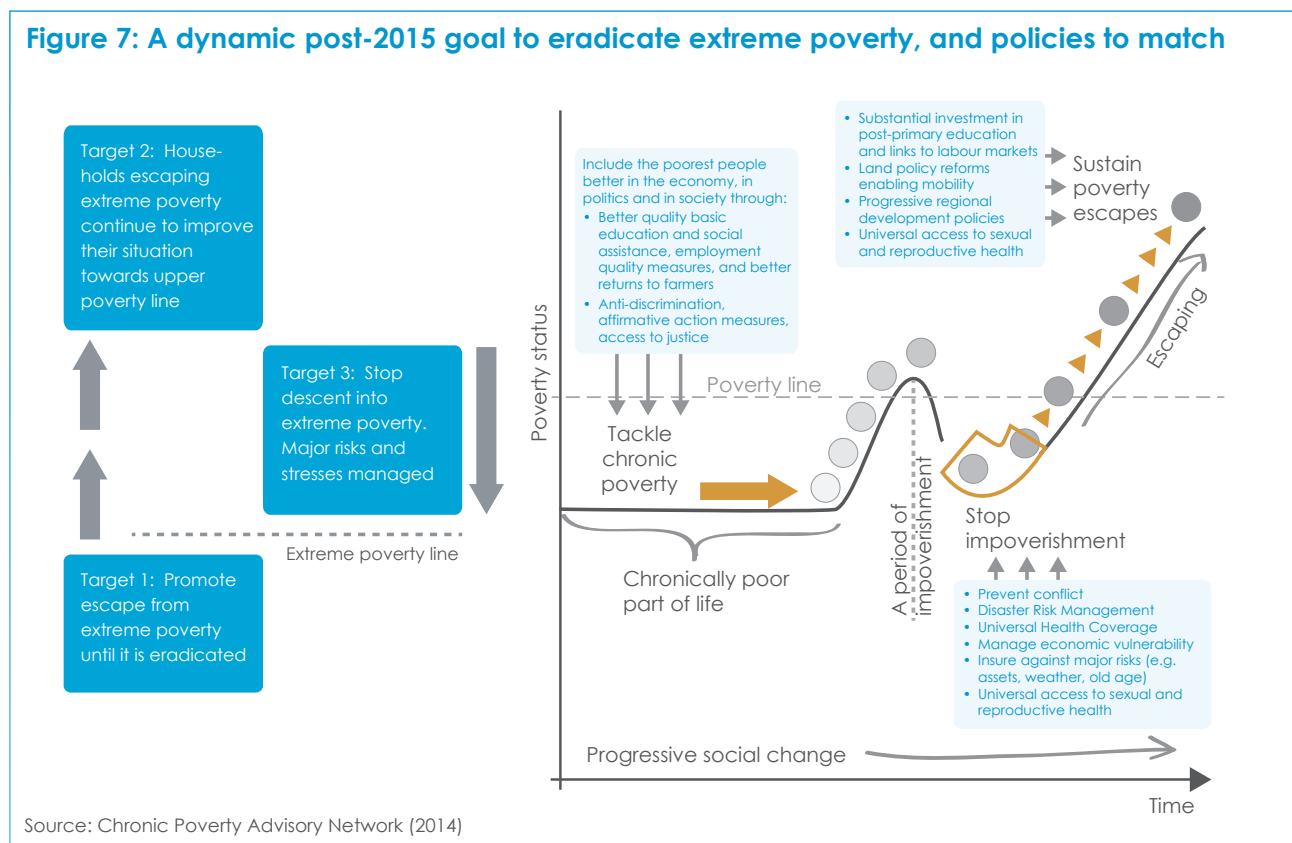 Figure 7: A dynamic post-2015 goal to eradicate extreme poverty, and policies to match
Target 2: House-
holds escaping
extreme poverty
continue to improve
their situation
towards upper
poverty line
Target 3: Stop
descent into
extreme poverty.
Major risks and
stresses managed
Extreme poverty line
Target 1: Promote
escape from
extreme poverty
until it is eradicated
Poverty status
Include the poorest people
better in the economy, in
politics and in society through:
• Better quality basic
education and social
assistance, employment
quality measures, and better
returns to farmers
• Anti-discrimination,
affirmative action measures,
access to justice
Tackle
chronic
poverty
Poverty line
Chronically poor
part of life
A period of
impoverishment
• Substantial investment in
post-primary education
and links to labour markets
• Land policy reforms
enabling mobility
• Progressive regional
development policies
• Universal access to sexual
and reproductive health
Sustain
poverty
escapes
Escaping
Stop
impoverishment
• Prevent conflict
• Disaster Risk Management
• Universal Health Coverage
• Manage economic vulnerability
• Insure against major risks (e.g.
assets, weather, old age)
• Universal access to sexual and
reproductive health
Progressive social change
Time
Source: Chronic Poverty Advisory Network (2014)